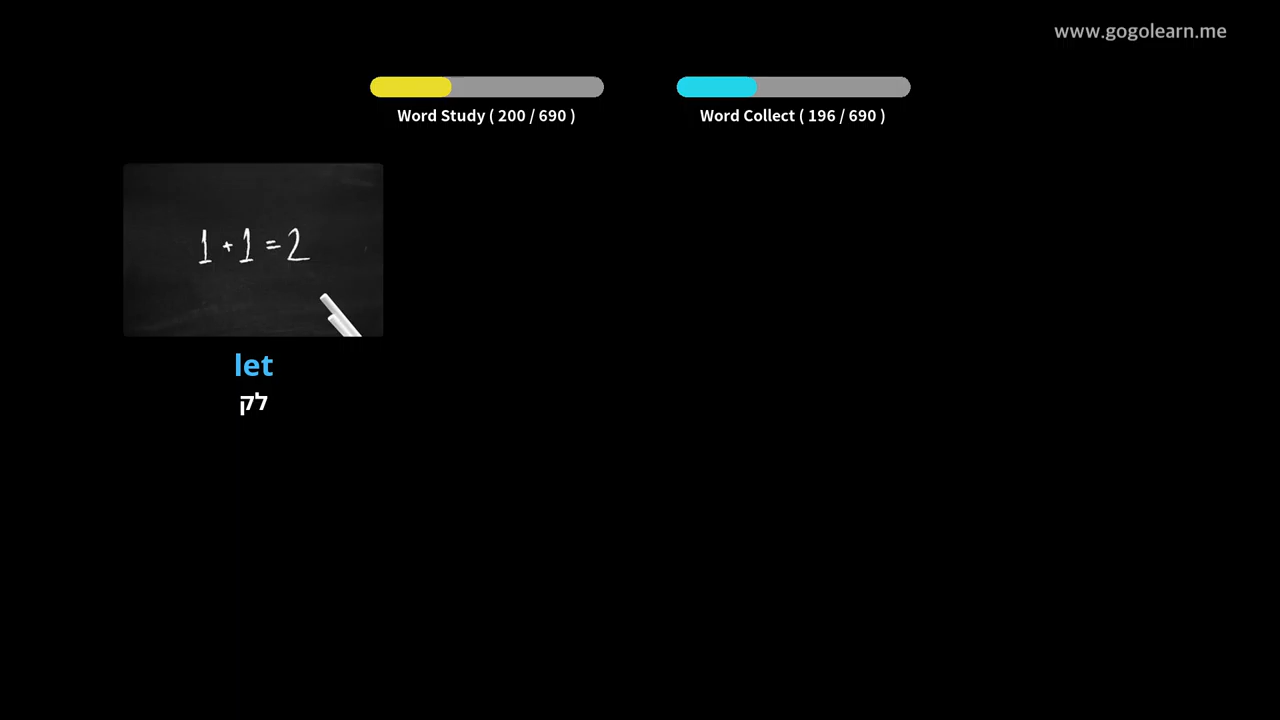 www.gogolearn.me
Word Study ( 200 / 690 )
Word Collect ( 196 / 690 )
1 + 1 = 2
let
לק